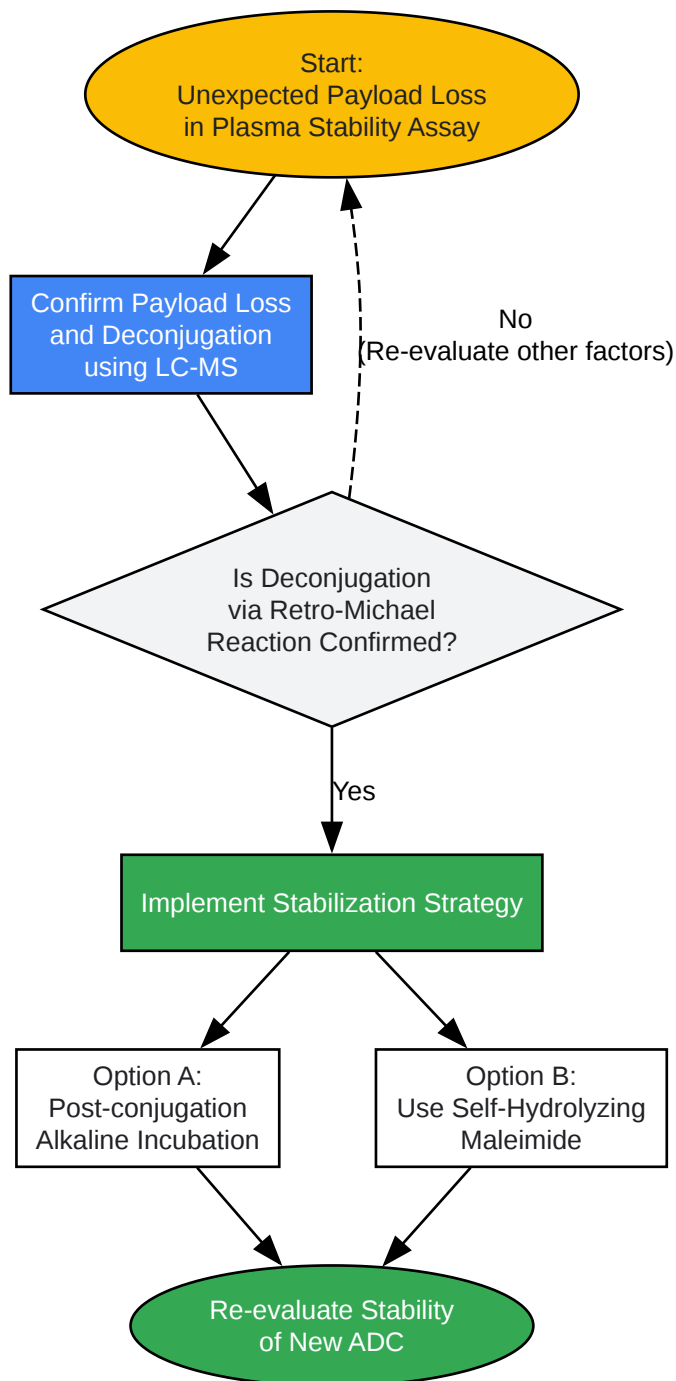 Start:
Unexpected Payload Loss
in Plasma Stability Assay
Confirm Payload Loss
and Deconjugation
using LC-MS
No
(Re-evaluate other factors)
Is Deconjugation
via Retro-Michael
Reaction Confirmed?
Yes
Implement Stabilization Strategy
Option A:
Post-conjugation
Alkaline Incubation
Option B:
Use Self-Hydrolyzing
Maleimide
Re-evaluate Stability
of New ADC